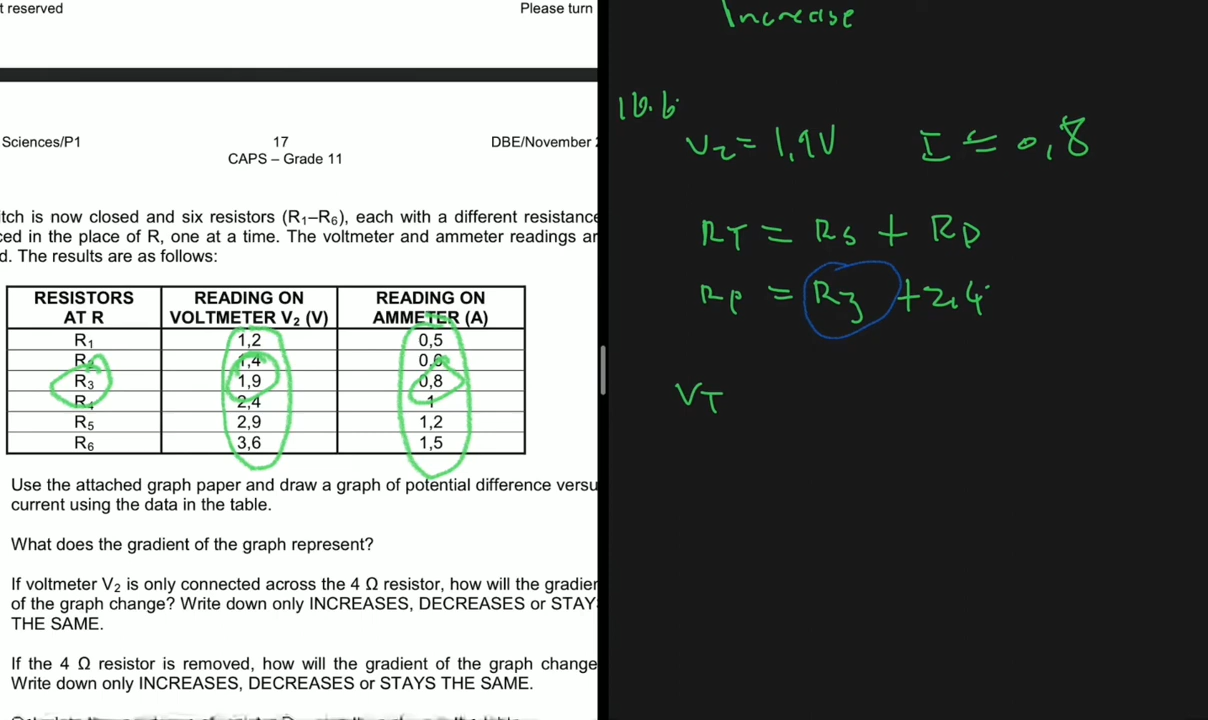 t reserved
Please turn
Sciences/P1 17 DBE/November
CAPS – Grade 11
itch is now closed and six resistors (R1–R6), each with a different resistance
ced in the place of R, one at a time. The voltmeter and ammeter readings ar
d. The results are as follows:
RESISTORS AT R READING ON VOLTMETER V2 (V) READING ON AMMETER (A)
R1 1,2 0,5
R2 1,4 0,6
R3 1,9 0,8
R4 2,4 1
R5 2,9 1,2
R6 3,6 1,5
Use the attached graph paper and draw a graph of potential difference versu
current using the data in the table.
What does the gradient of the graph represent?
If voltmeter V2 is only connected across the 4 Ω resistor, how will the gradien
of the graph change? Write down only INCREASES, DECREASES or STAYS
THE SAME.
If the 4 Ω resistor is removed, how will the gradient of the graph change
Write down only INCREASES, DECREASES or STAYS THE SAME.
Increase
10.6
V2 = 1,9V I = 0,8
RT = Rs + Rp
Rp = R3 + 2,4
VT